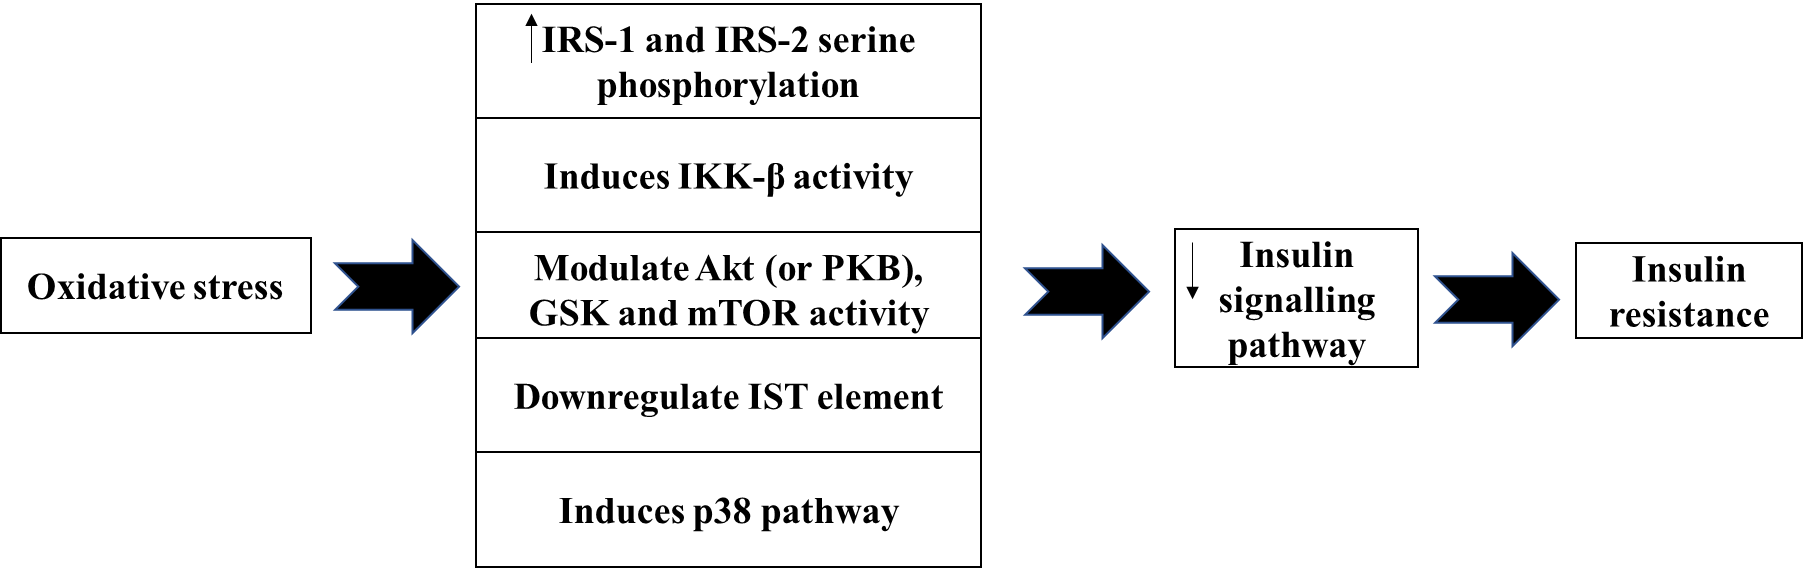 Oxidative stress
IRS-1 and IRS-2 serine
phosphorylation
Induces IKK-β activity
Modulate Akt (or PKB),
GSK and mTOR activity
Downregulate IST element
Induces p38 pathway
Insulin
signalling
pathway
Insulin
resistance